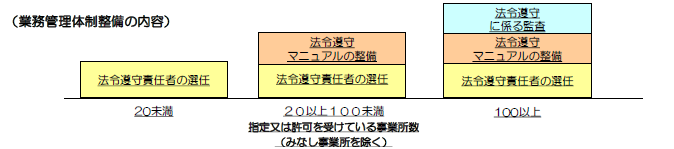 （業務管理体制整備の内容）
法令遵守
に係る監査
法令遵守
マニュアルの整備
法令遵守
マニュアルの整備
法令遵守責任者の選任
法令遵守責任者の選任
法令遵守責任者の選任
20未満
２０以上１００未満
100以上
指定又は許可を受けている事業所数
（みなし事業所を除く）